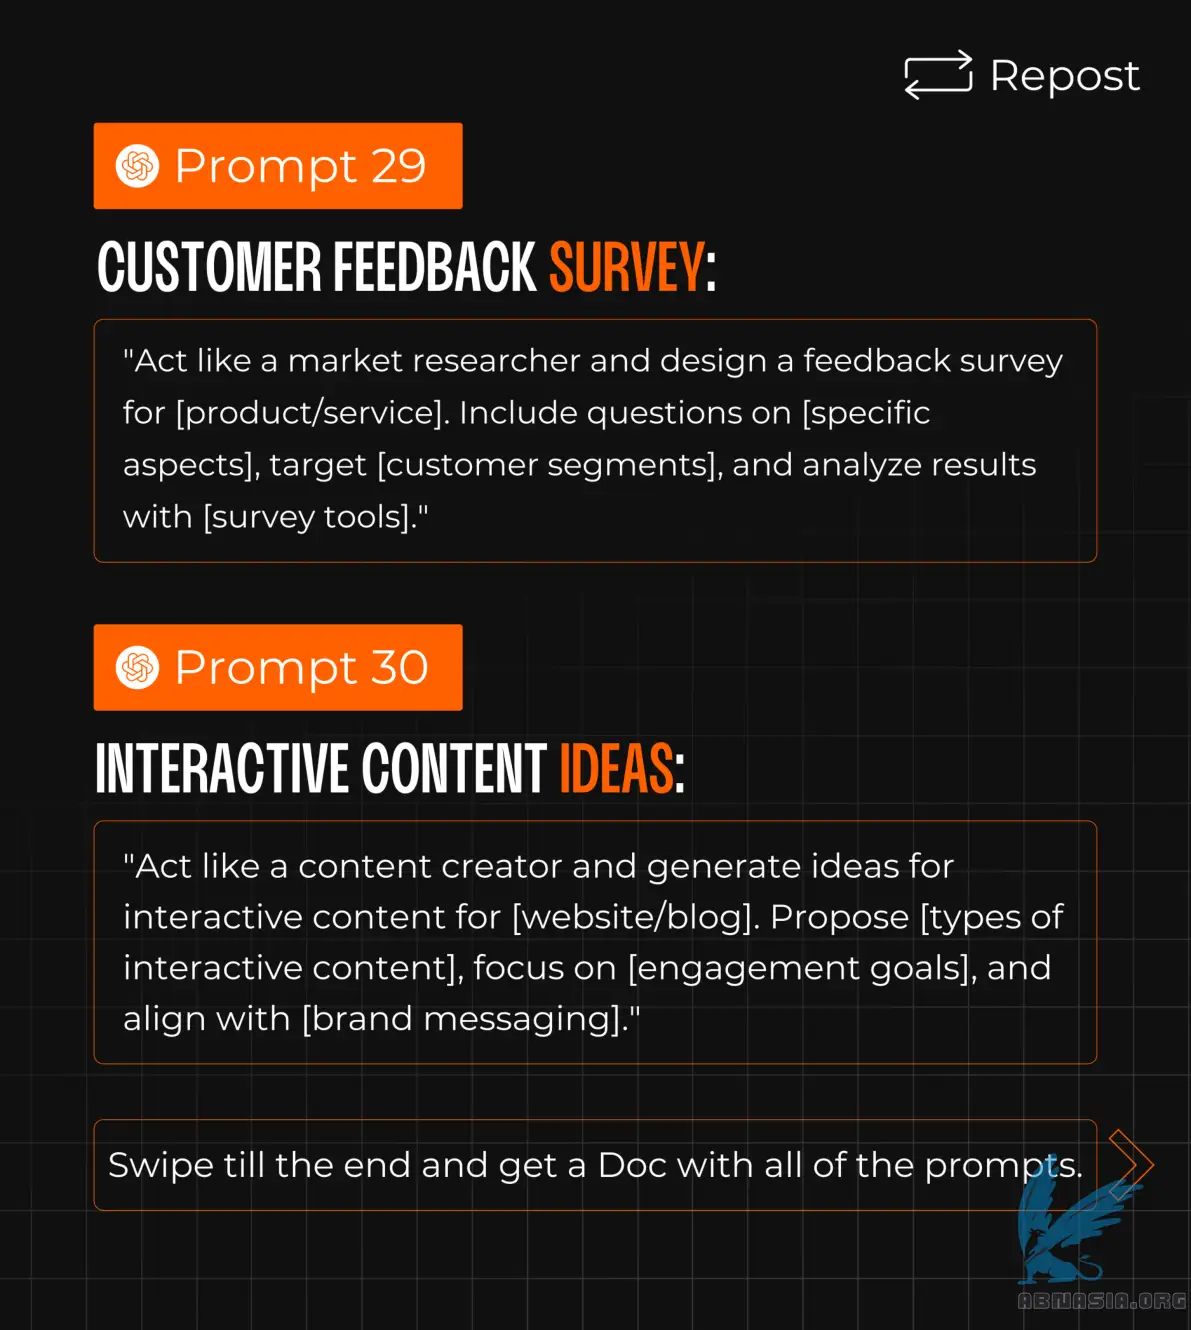 Repost
Prompt 29
CUSTOMER FEEDBACK SURVEY:
"Act like a market researcher and design a feedback survey
for [product/service]. Include questions on [specific
aspects], target [customer segments], and analyze results
with [survey tools]."
Prompt 30
INTERACTIVE CONTENT IDEAS:
"Act like a content creator and generate ideas for
interactive content for [website/blog]. Propose [types of
interactive content], focus on [engagement goals], and
align with [brand messaging]."
Swipe till the end and get a Doc with all of the prompts.
ABNASIA.ORG